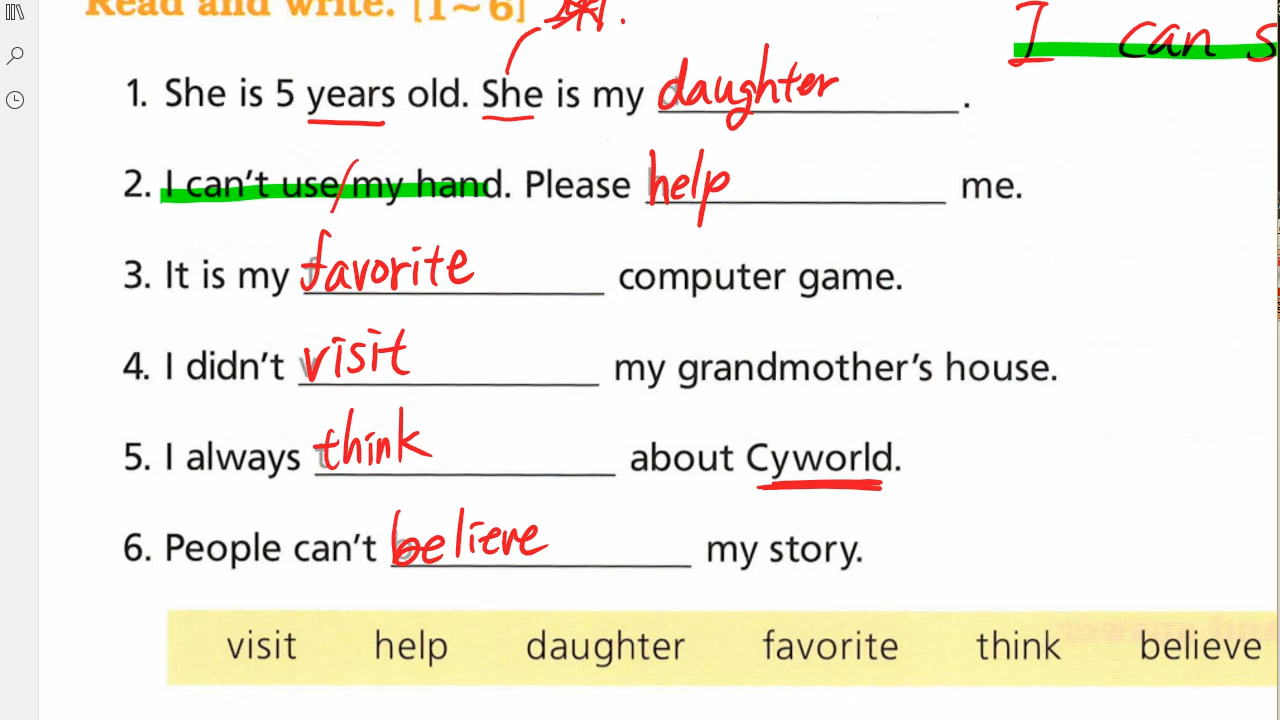 Read and write. [1~6]
I can s
1. She is 5 years old. She is my daughter.
2. I can't use my hand. Please help me.
3. It is my favorite computer game.
4. I didn't visit my grandmother's house.
5. I always think about Cyworld.
6. People can't believe my story.
visit help daughter favorite think believe